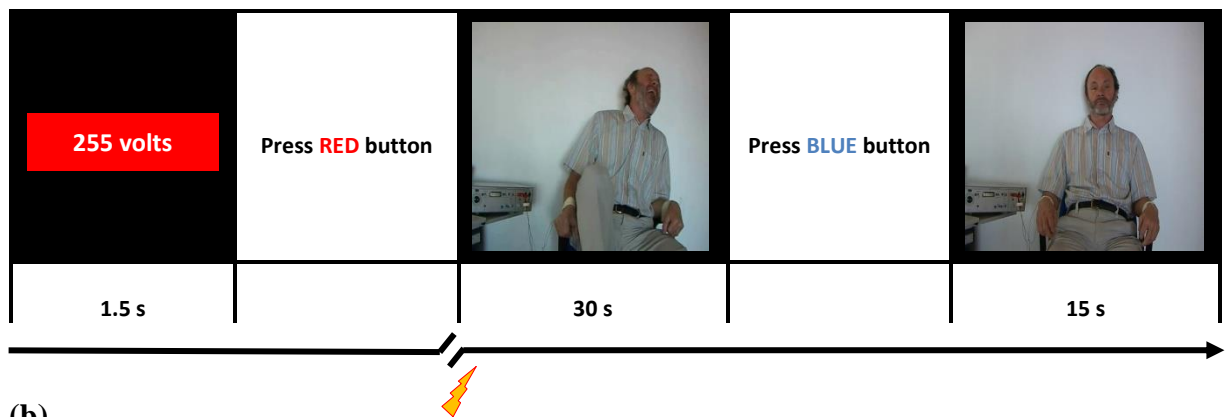 255 volts
Press RED button
Press BLUE button
1.5 s
30 s
15 s
(b)